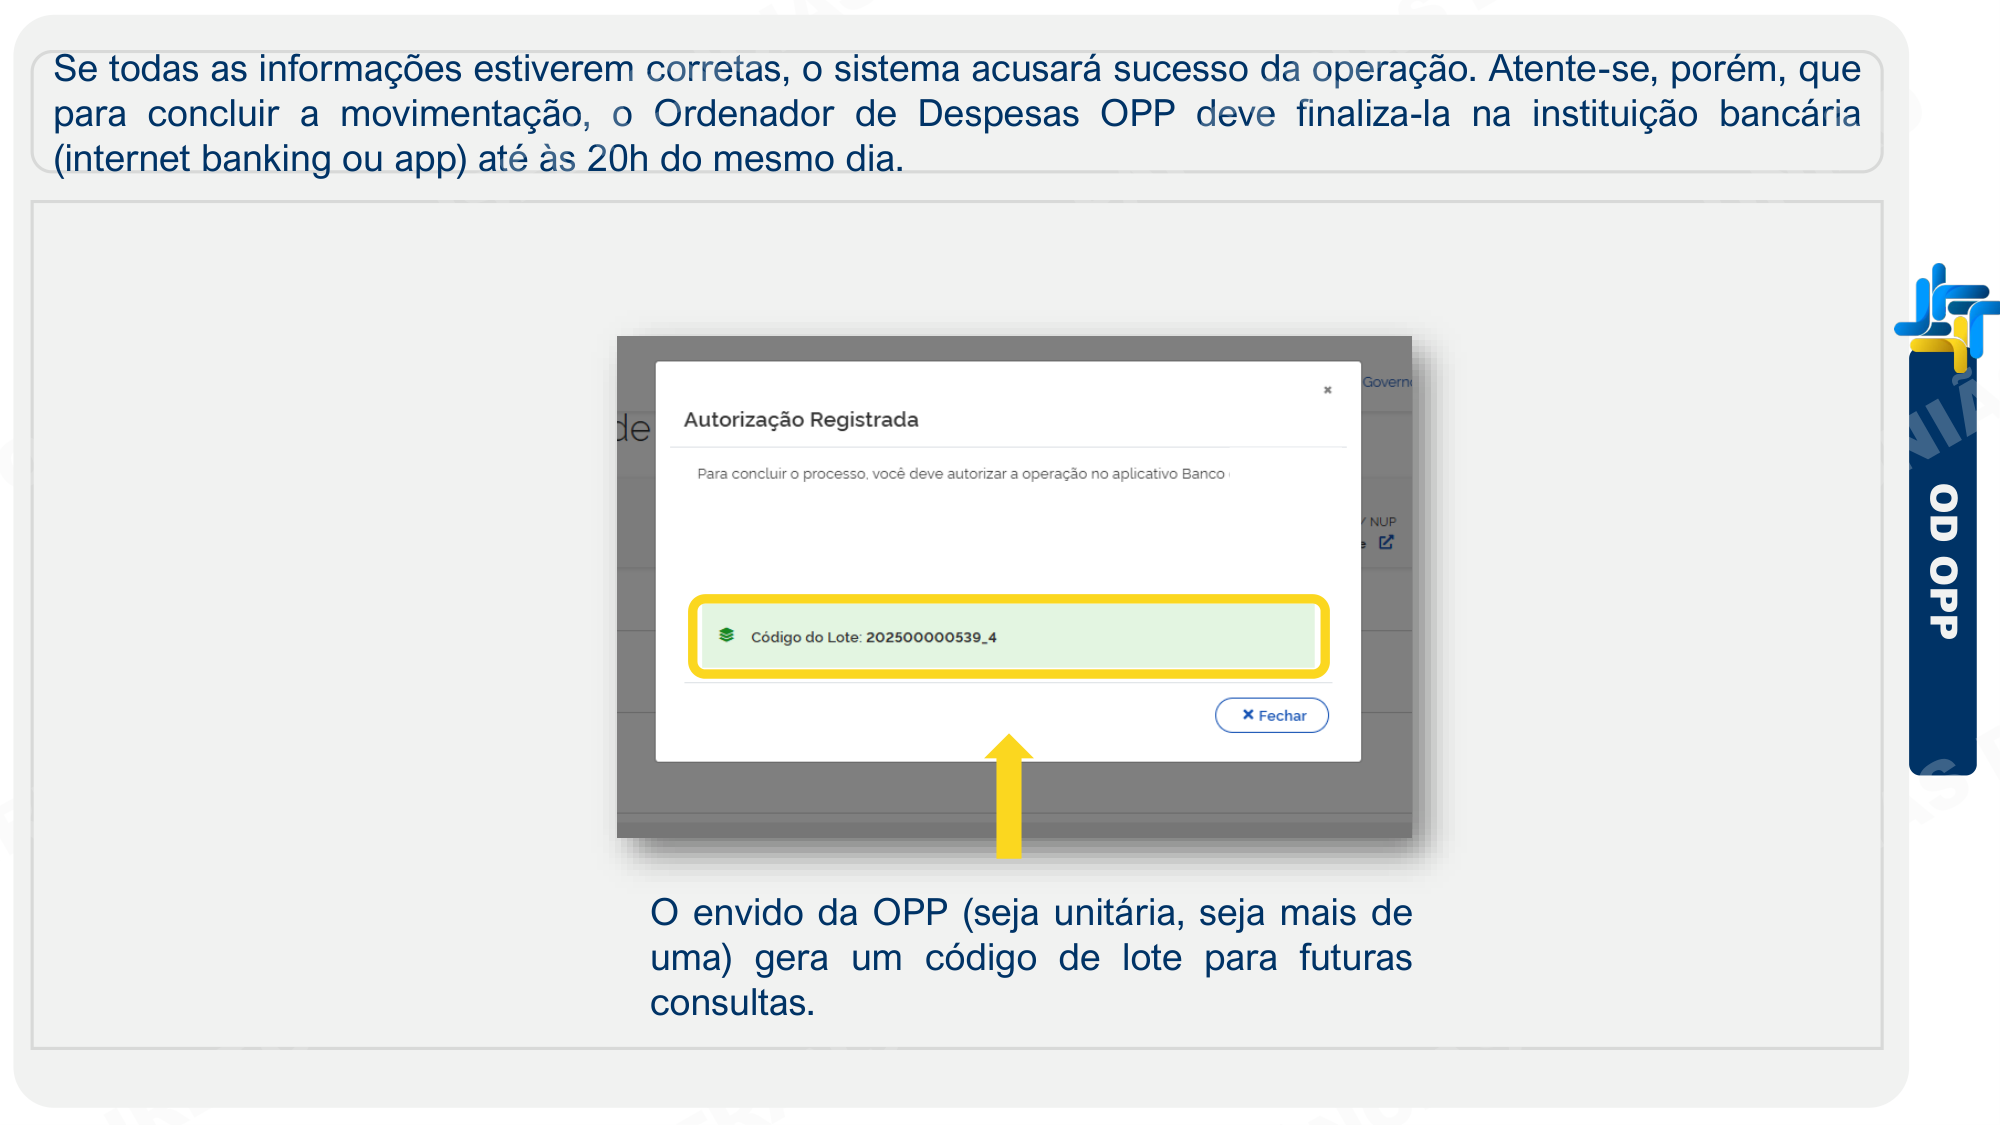 Se todas as informações estiverem corretas, o sistema acusará sucesso da operação. Atente-se, porém, que
para concluir a movimentação, o Ordenador de Despesas OPP deve finaliza-la na instituição bancária
(internet banking ou app) até às 20h do mesmo dia.
Governo
de
Autorização Registrada
Para concluir o processo, você deve autorizar a operação no aplicativo Banco
/ NUP
Código do Lote: 202500000539_4
Fechar
O envido da OPP (seja unitária, seja mais de
uma) gera um código de lote para futuras
consultas.
OD OPP